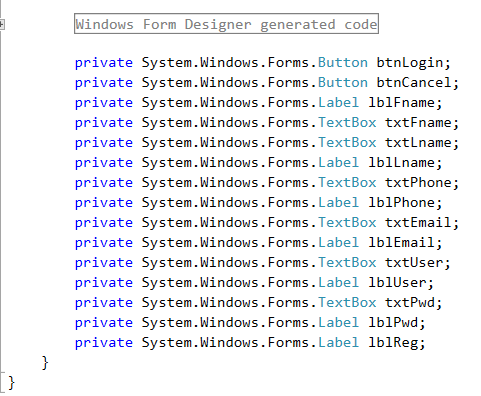 Windows Form Designer generated code
private System.Windows.Forms.Button btnLogin;
private System.Windows.Forms.Button btnCancel;
private System.Windows.Forms.Label lblFname;
private System.Windows.Forms.TextBox txtFname;
private System.Windows.Forms.TextBox txtLname;
private System.Windows.Forms.Label lblLname;
private System.Windows.Forms.TextBox txtPhone;
private System.Windows.Forms.Label lblPhone;
private System.Windows.Forms.TextBox txtEmail;
private System.Windows.Forms.Label lblEmail;
private System.Windows.Forms.TextBox txtUser;
private System.Windows.Forms.Label lblUser;
private System.Windows.Forms.TextBox txtPwd;
private System.Windows.Forms.Label lblPwd;
private System.Windows.Forms.Label lblReg;
}
}